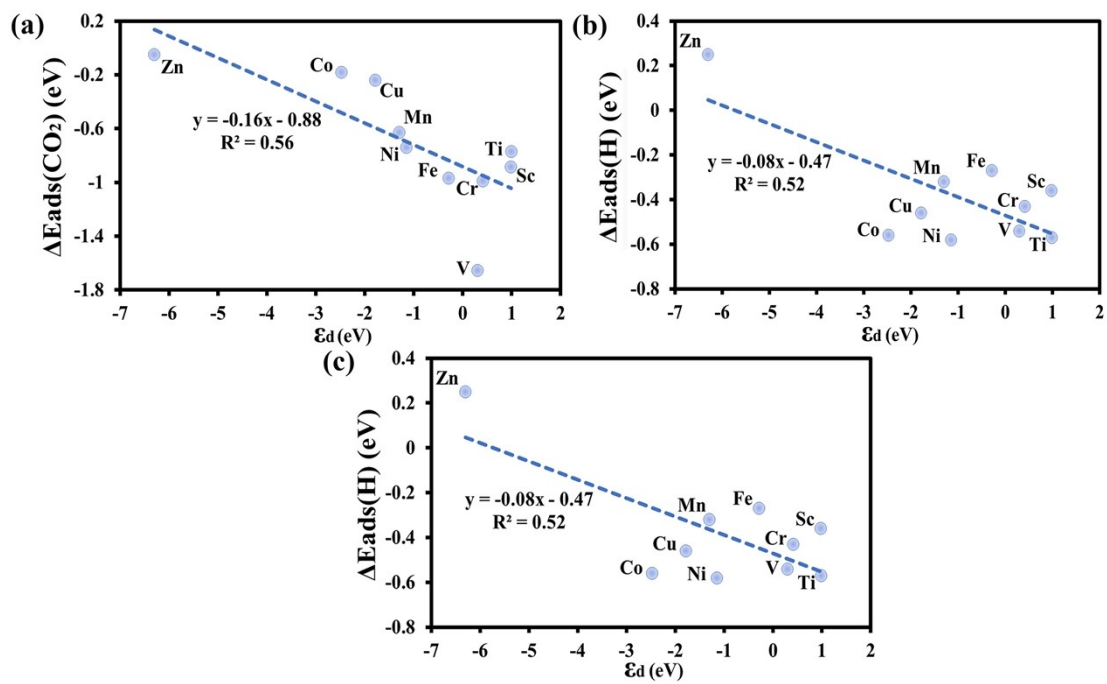 (a)
0.2
-0.2
-0.6
-1
-1.4
-1.8
ΔEads(CO₂) (eV)
Zn
Co
Cu
Mn
Ni
Fe
Cr
Ti
Sc
V
y = -0.16x - 0.88
R² = 0.56
-7 -6 -5 -4 -3 -2 -1 0 1 2
εd (eV)
(b)
0.4
0.2
0
-0.2
-0.4
-0.6
-0.8
ΔEads(H) (eV)
Zn
y = -0.08x - 0.47
R² = 0.52
Mn
Fe
Sc
Cu
Cr
Co
Ni
V
Ti
-7 -6 -5 -4 -3 -2 -1 0 1 2
εd (eV)
(c)
0.4
0.2
0
-0.2
-0.4
-0.6
-0.8
ΔEads(H) (eV)
Zn
y = -0.08x - 0.47
R² = 0.52
Mn
Fe
Sc
Cu
Cr
Co
Ni
V
Ti
-7 -6 -5 -4 -3 -2 -1 0 1 2
εd (eV)